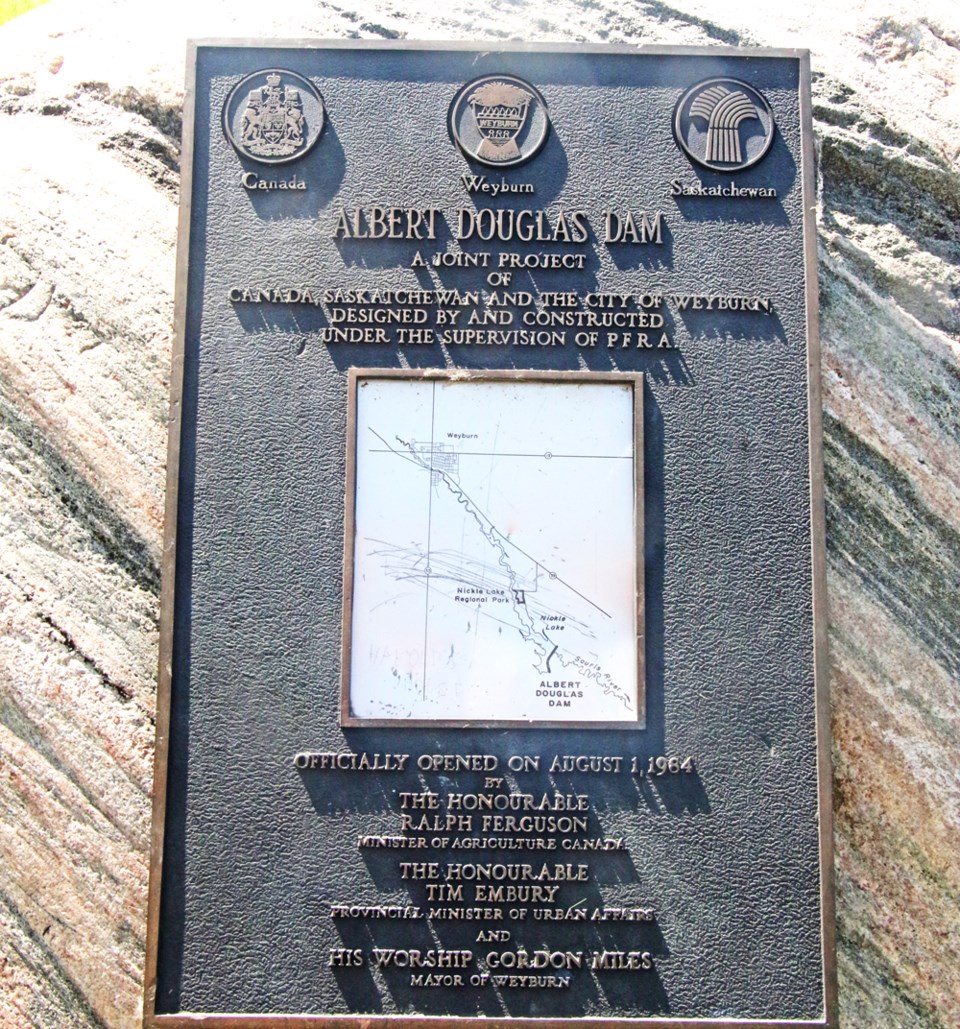 Canada
WEYBURN
Weyburn
Saskatchewan
ALBERT DOUGLAS DAM
A JOINT PROJECT
OF
CANADA, SASKATCHEWAN AND THE CITY OF WEYBURN,
DESIGNED BY AND CONSTRUCTED
UNDER THE SUPERVISION OF P F R A.
Weyburn
Nickle Lake
Regional Park
Nickle
Lake
Souris River
ALBERT
DOUGLAS
DAM
OFFICIALLY OPENED ON AUGUST 1, 1984
BY
THE HONOURABLE
RALPH FERGUSON
MINISTER OF AGRICULTURE CANADA
THE HONOURABLE
TIM EMBURY
PROVINCIAL MINISTER OF URBAN AFFAIRS
AND
HIS WORSHIP GORDON MILES
MAYOR OF WEYBURN